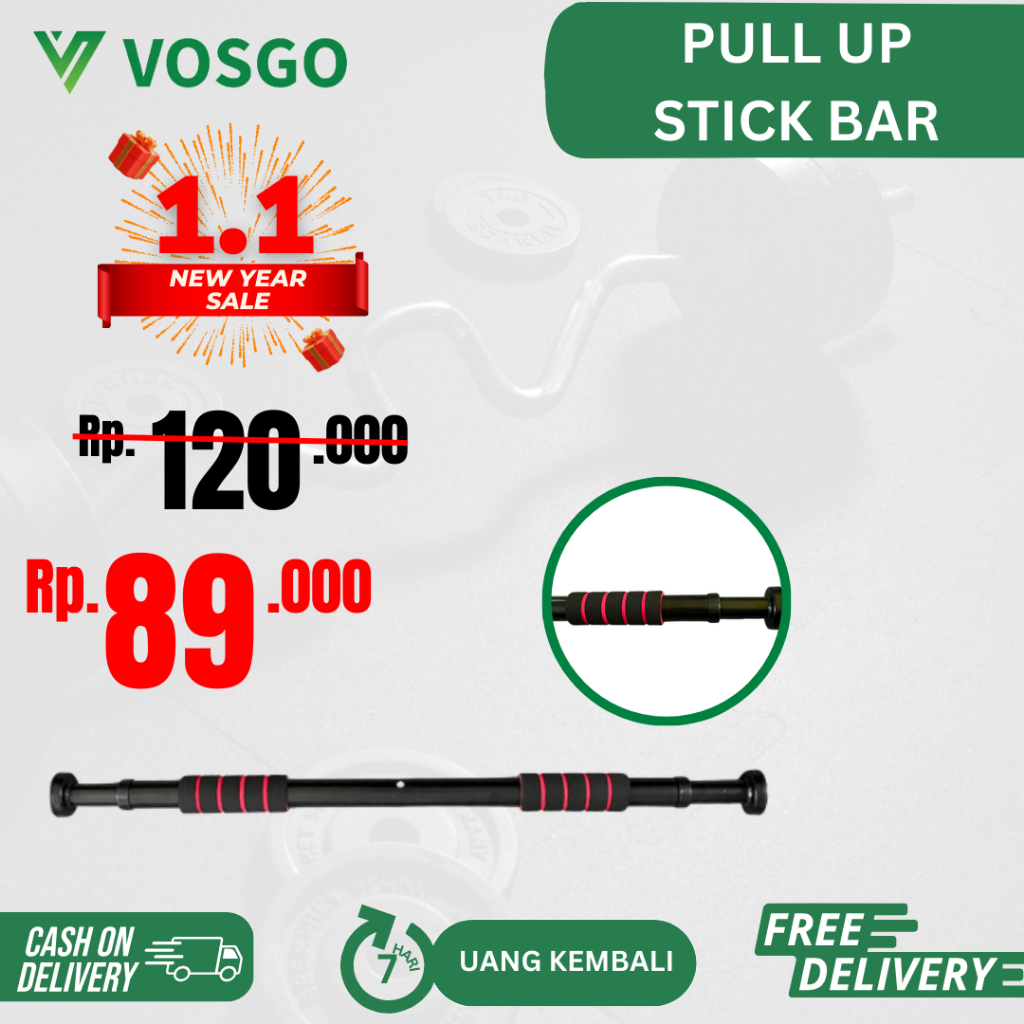 VOSGO
PULL UP
STICK BAR
1.1
NEW YEAR
SALE
Rp. 120.000
Rp. 89.000
CASH ON
DELIVERY
7 HARI
UANG KEMBALI
FREE
DELIVERY